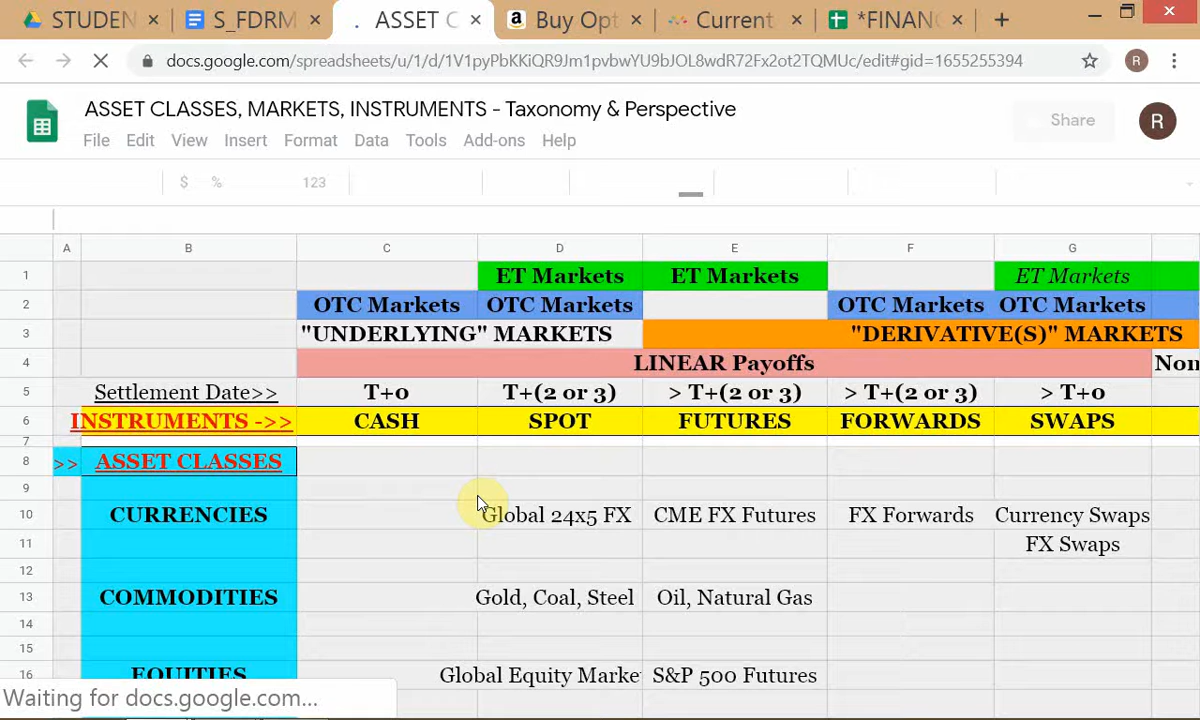 STUDEN × S_FDRM × ASSET C × Buy Opt × Current × *FINAN × +
docs.google.com/spreadsheets/u/1/d/1V1pyPbKKiQR9Jm1pvbwYU9bJOL8wdR72Fx2ot2TQMUc/edit#gid=1655255394 R
ASSET CLASSES, MARKETS, INSTRUMENTS - Taxonomy & Perspective
Share R
File Edit View Insert Format Data Tools Add-ons Help
$ % 123
A B C D E F G
1 ET Markets ET Markets ET Markets
2 OTC Markets OTC Markets OTC Markets OTC Markets
3 "UNDERLYING" MARKETS "DERIVATIVE(S)" MARKETS
4 LINEAR Payoffs Non
5 Settlement Date>> T+0 T+(2 or 3) > T+(2 or 3) > T+(2 or 3) > T+0
6 INSTRUMENTS ->> CASH SPOT FUTURES FORWARDS SWAPS
7
8 >> ASSET CLASSES
9
10 CURRENCIES Global 24x5 FX CME FX Futures FX Forwards Currency Swaps
11 FX Swaps
12
13 COMMODITIES Gold, Coal, Steel Oil, Natural Gas
14
15
16 EQUITIES Global Equity Marke S&P 500 Futures
Waiting for docs.google.com...